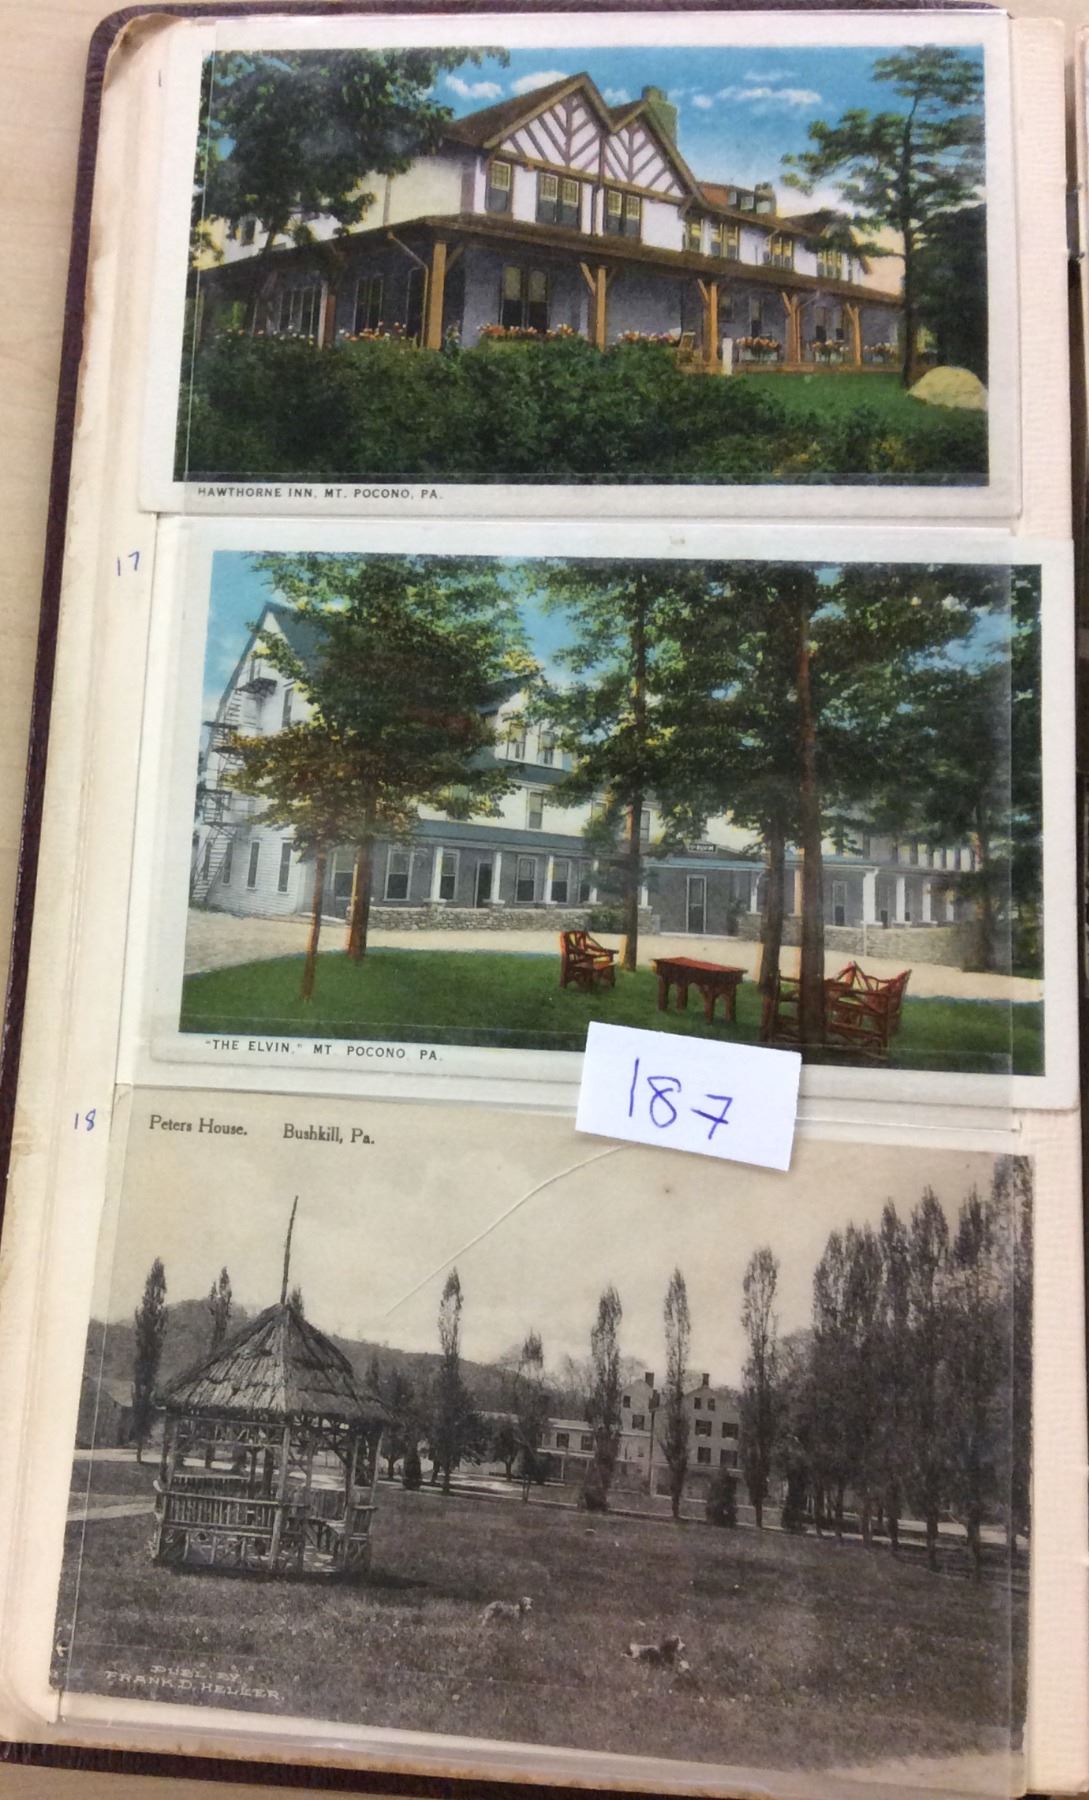 HAWTHORNE INN, MT. POCONO, PA.
17
"THE ELVIN," MT. POCONO PA.
187
18
Peters House. Bushkill, Pa.
PUBL. BY
FRANK D. HELLER.